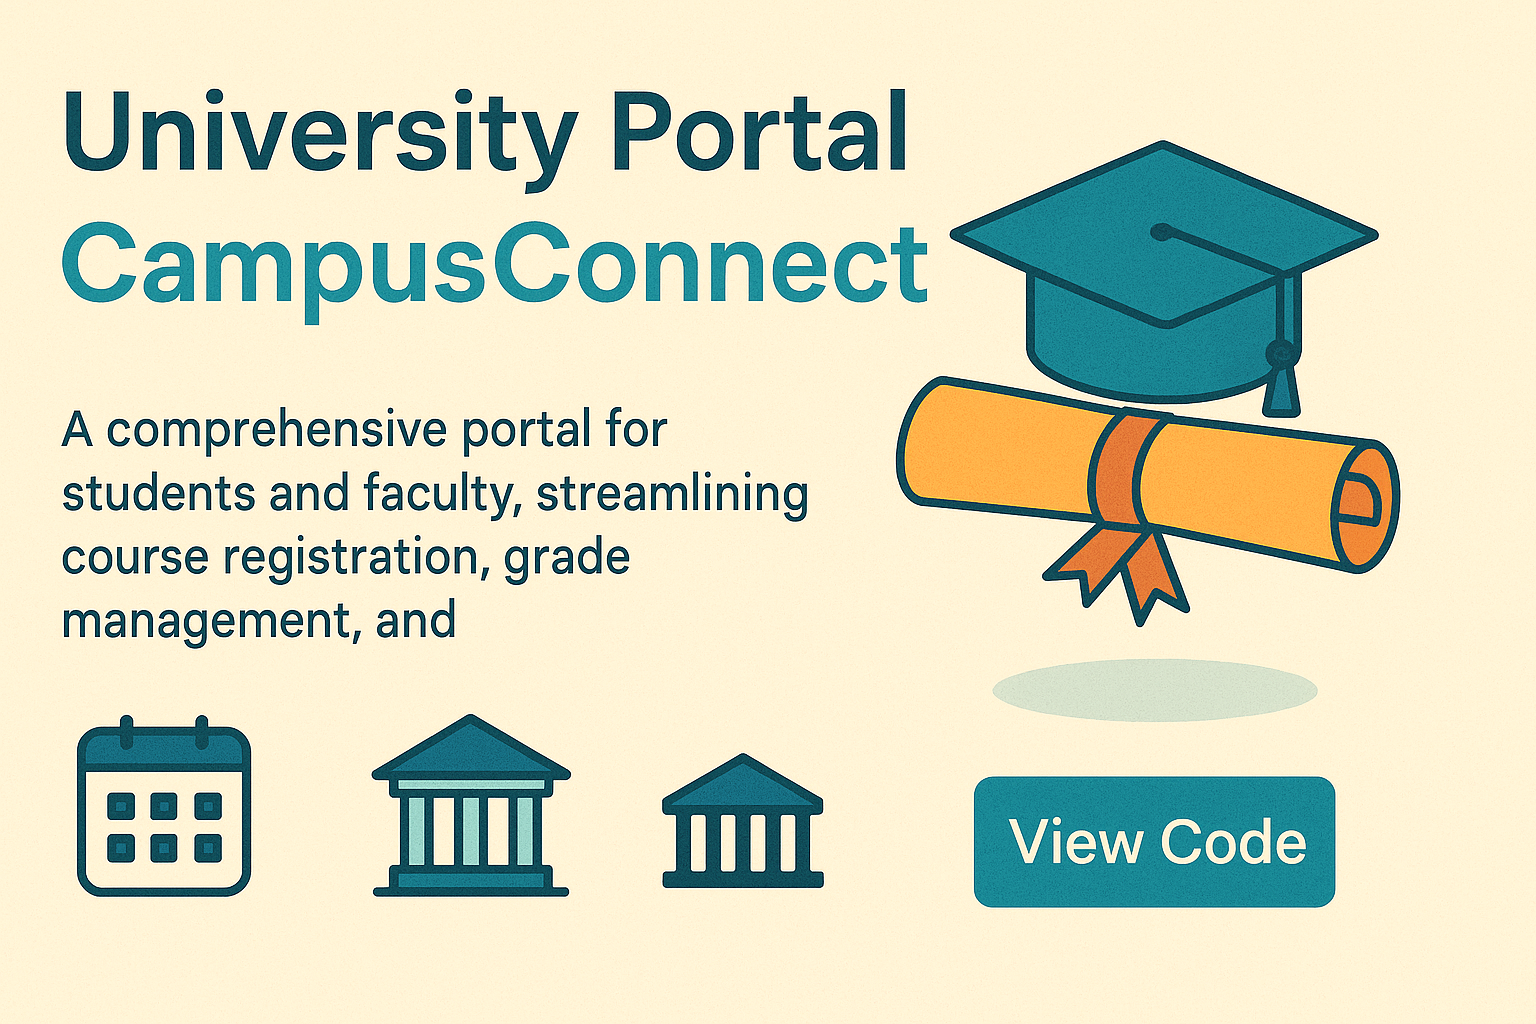 University Portal
CampusConnect
A comprehensive portal for
students and faculty, streamlining
course registration, grade
management, and
View Code